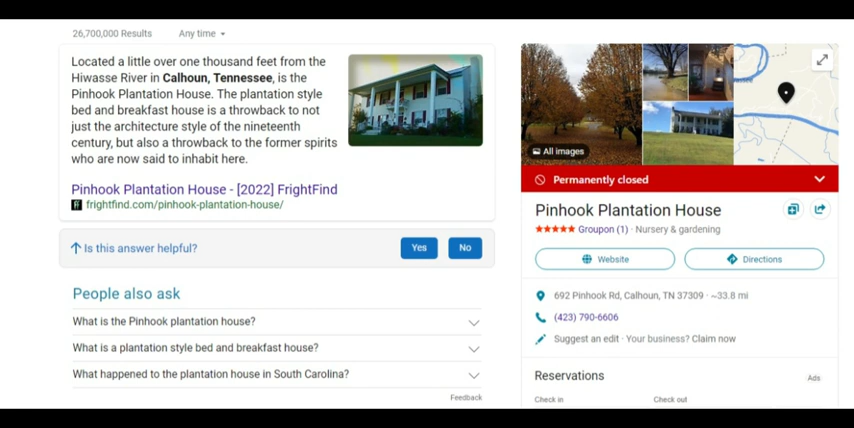 26,700,000 Results Any time
Located a little over one thousand feet from the
Hiwasse River in Calhoun, Tennessee, is the
Pinhook Plantation House. The plantation style
bed and breakfast house is a throwback to not
just the architecture style of the nineteenth
century, but also a throwback to the former spirits
who are now said to inhabit here.
Pinhook Plantation House - [2022] FrightFind
frightfind.com/pinhook-plantation-house/
Is this answer helpful? Yes No
People also ask
What is the Pinhook plantation house?
What is a plantation style bed and breakfast house?
What happened to the plantation house in South Carolina?
Feedback
All images
Permanently closed
Pinhook Plantation House
Groupon (1) · Nursery & gardening
Website Directions
692 Pinhook Rd, Calhoun, TN 37309 · ~33.8 mi
(423) 790-6606
Suggest an edit · Your business? Claim now
Reservations Ads
Check in Check out